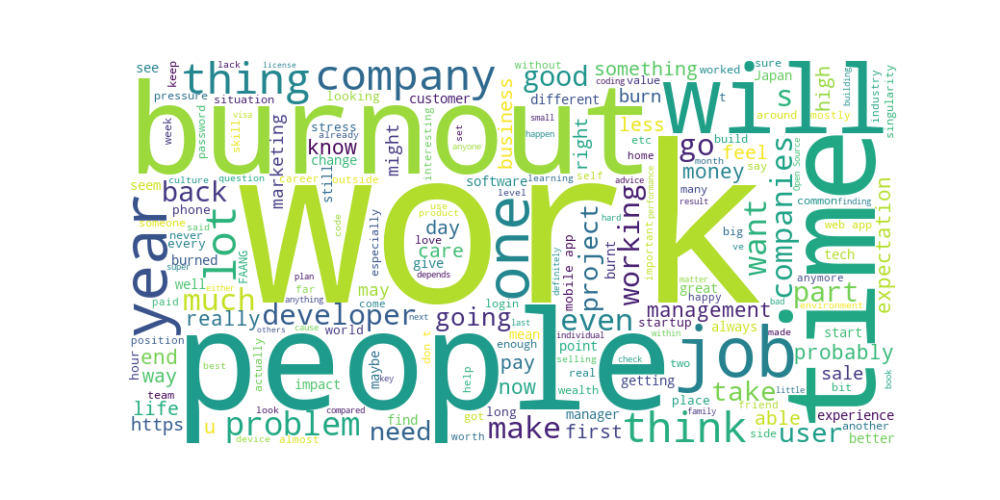 see
keep
lack
license
without
something
worked
sure
Japan
high
building
industry
singularity
thing
company
good
will
pressure
situation
looking
customer
different
burn
value
coding
t
s
around
mostly
burnout
week
password
skill
visa
stress
already
change
know
might
interesting
business
set
small
happen
anyone
right
less
etc
home
build
month
go
feel
say
money
many
result
culture
question
career
outside
still
marketing
software
learning
self
level
advice
companies
Open Source
common
finding
seem
back
phone
someone
said
never
every
burned
super
well
paid
either
position
year
lot
FAANG
much
work
code
especially
use
product
day
love
care
give
depends
one
definitely
hard
project
burnt
working
important
performance
big
ve
want
time
web app
tech
anymore
expectation
plan
anything
far
may
come
login
mobile app
great
matter
happy
bad
part
environment
really
developer
others
cause
world
next
going
last
mean
enough
even
individual
within
management
startup
always
made
start
hour
team
end
way
best
actually
impact
maybe
key
don t
people
help
pay
now
point
selling
real
wealth
check
getting
two
job
take
little
probably
sale
bit
book
life
https
u
look
device
compared
almost
problem
find
need
got
worth
long
make
manager
first
place
family
think
friend
side
able
user
experience
another
better